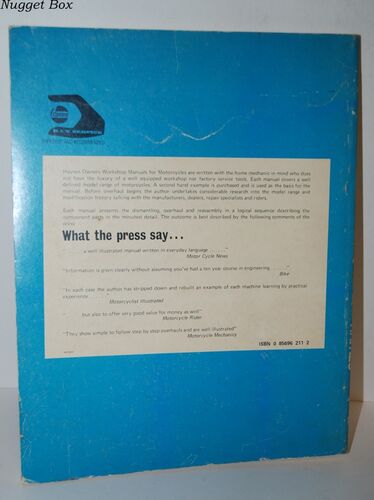 Nugget Box
Haynes Owners Workshop Manuals for Motorcycles are written with the home mechanic in mind who does
not have the luxury of a well equipped workshop nor factory service tools. Each manual covers a well
defined model range of motorcycles. A second hand example is purchased and is used as the basis for the
manual. Before overhaul begins the author undertakes considerable research into the model range and
modification history talking with the manufacturers, dealers, repair specialists and riders.
Each manual presents the dismantling, overhaul and reassembly in a logical sequence describing the
component parts in the minutest detail. The outcome is best described by the following comments of the
press
What the press say...
a well illustrated manual written in everyday language
Motor Cycle News
"Information is given clearly without assuming you've had a ten year course in engineering
Bike
In each case the author has stripped down and rebuilt an example of each machine learning by practical
experience
Motorcyclist Illustrated
but also to offer very good value for money as well"
Motorcycle Rider
"They show simple to follow step by step overhauls and are well illustrated"
Motorcycle Mechanics
ISBN 0 85696 211 2